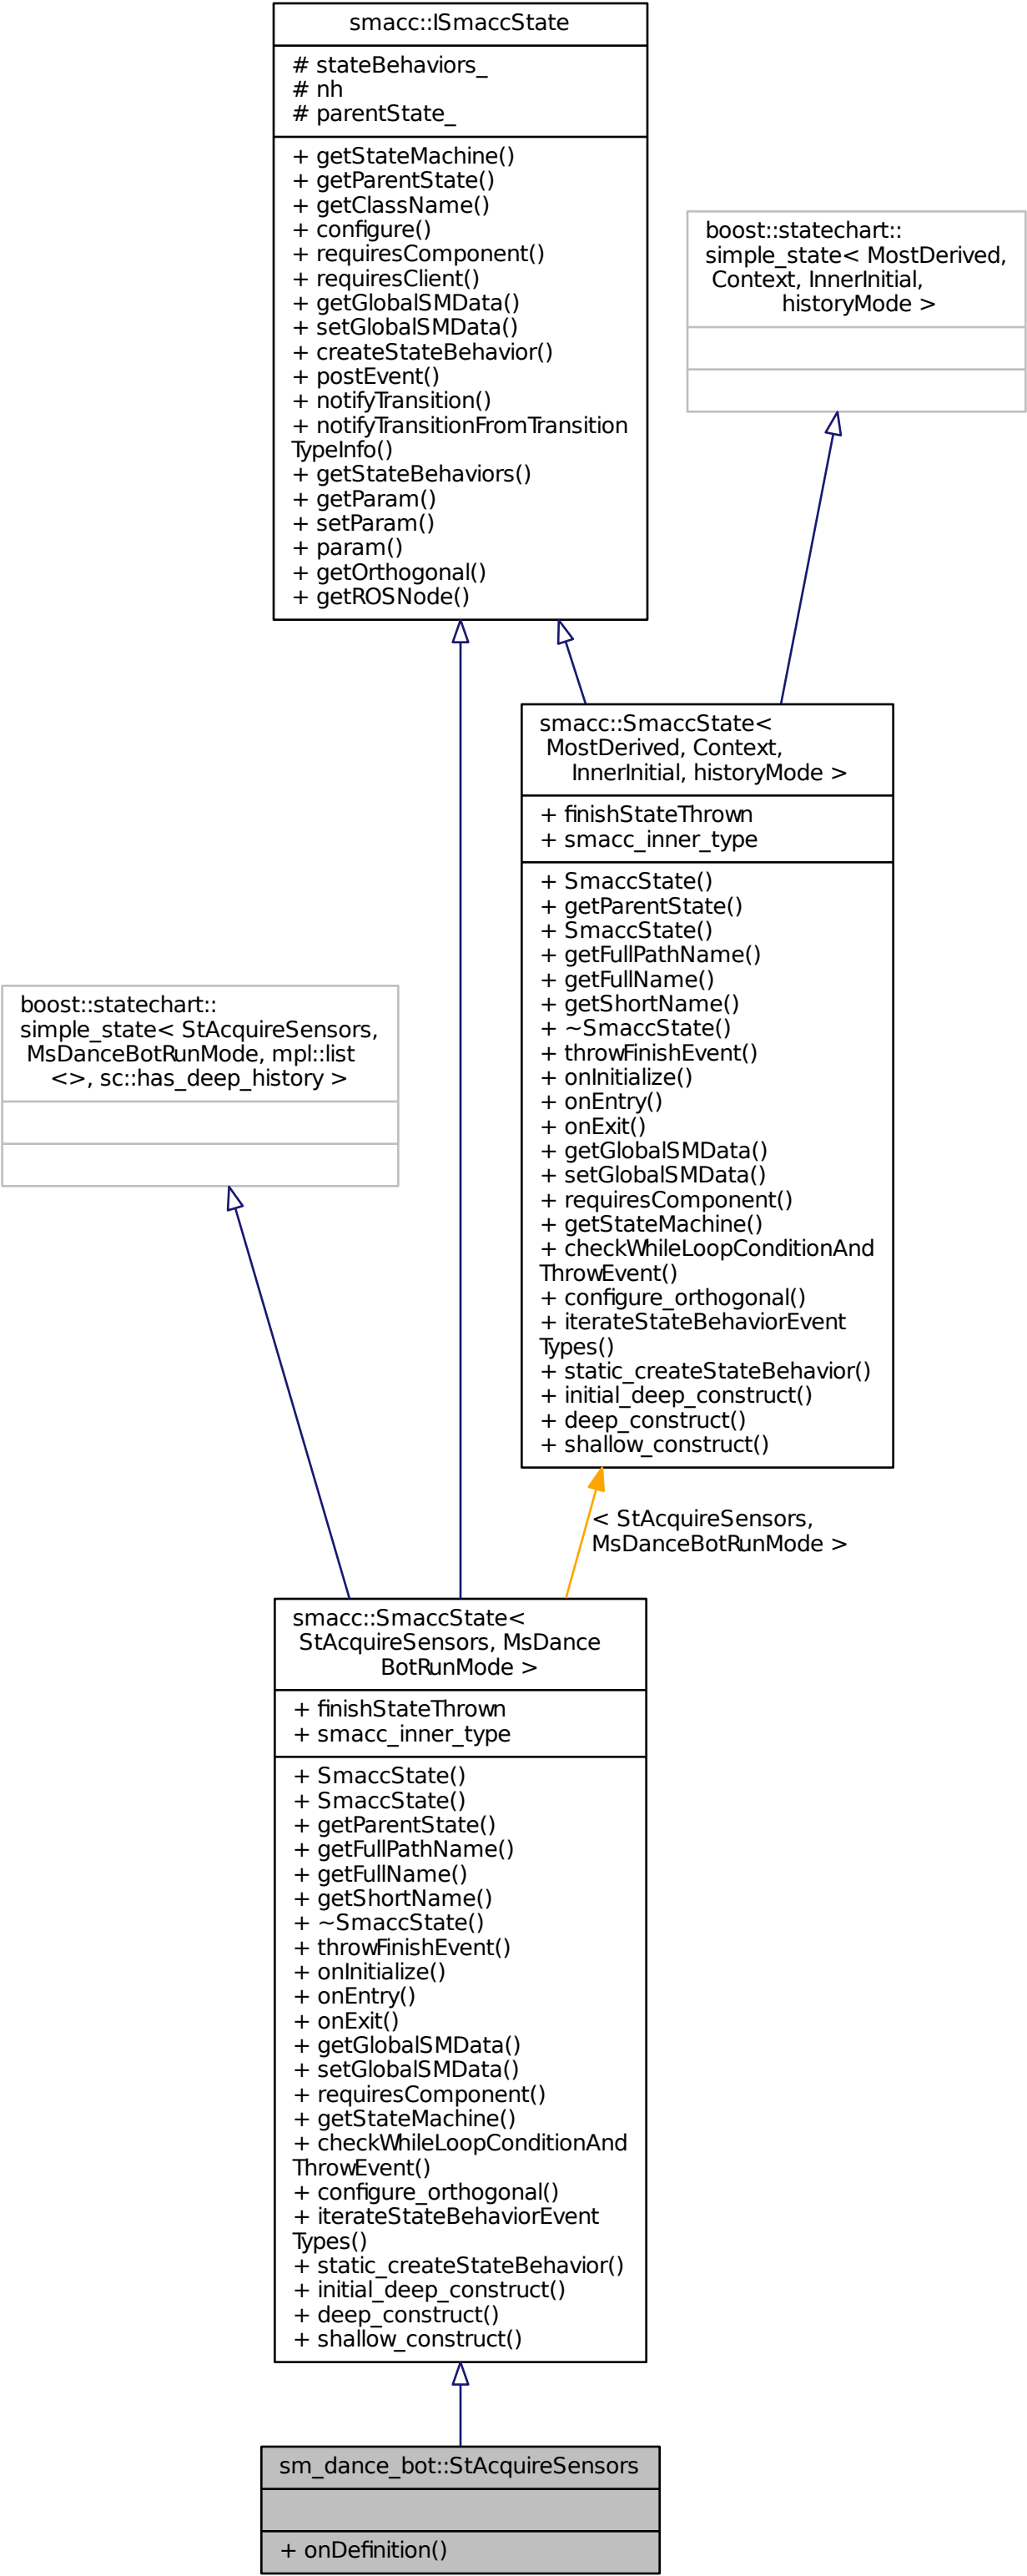 smacc::ISmaccState
# stateBehaviors_
# nh
# parentState_
+ getStateMachine()
+ getParentState()
+ getClassName()
+ configure()
+ requiresComponent()
+ requiresClient()
+ getGlobalSMData()
+ setGlobalSMData()
+ createStateBehavior()
+ postEvent()
+ notifyTransition()
+ notifyTransitionFromTransition
TypeInfo()
+ getStateBehaviors()
+ getParam()
+ setParam()
+ param()
+ getOrthogonal()
+ getROSNode()
boost::statechart::
simple_state< MostDerived,
Context, InnerInitial,
historyMode >
smacc::SmaccState<
MostDerived, Context,
InnerInitial, historyMode >
+ finishStateThrown
+ smacc_inner_type
+ SmaccState()
+ getParentState()
+ SmaccState()
+ getFullPathName()
+ getFullName()
+ getShortName()
+ ~SmaccState()
+ throwFinishEvent()
+ onInitialize()
+ onEntry()
+ onExit()
+ getGlobalSMData()
+ setGlobalSMData()
+ requiresComponent()
+ getStateMachine()
+ checkWhileLoopConditionAnd
ThrowEvent()
+ configure_orthogonal()
+ iterateStateBehaviorEvent
Types()
+ static_createStateBehavior()
+ initial_deep_construct()
+ deep_construct()
+ shallow_construct()
boost::statechart::
simple_state< StAcquireSensors,
MsDanceBotRunMode, mpl::list
<>, sc::has_deep_history >
< StAcquireSensors,
MsDanceBotRunMode >
smacc::SmaccState<
StAcquireSensors, MsDance
BotRunMode >
+ finishStateThrown
+ smacc_inner_type
+ SmaccState()
+ SmaccState()
+ getParentState()
+ getFullPathName()
+ getFullName()
+ getShortName()
+ ~SmaccState()
+ throwFinishEvent()
+ onInitialize()
+ onEntry()
+ onExit()
+ getGlobalSMData()
+ setGlobalSMData()
+ requiresComponent()
+ getStateMachine()
+ checkWhileLoopConditionAnd
ThrowEvent()
+ configure_orthogonal()
+ iterateStateBehaviorEvent
Types()
+ static_createStateBehavior()
+ initial_deep_construct()
+ deep_construct()
+ shallow_construct()
sm_dance_bot::StAcquireSensors
+ onDefinition()